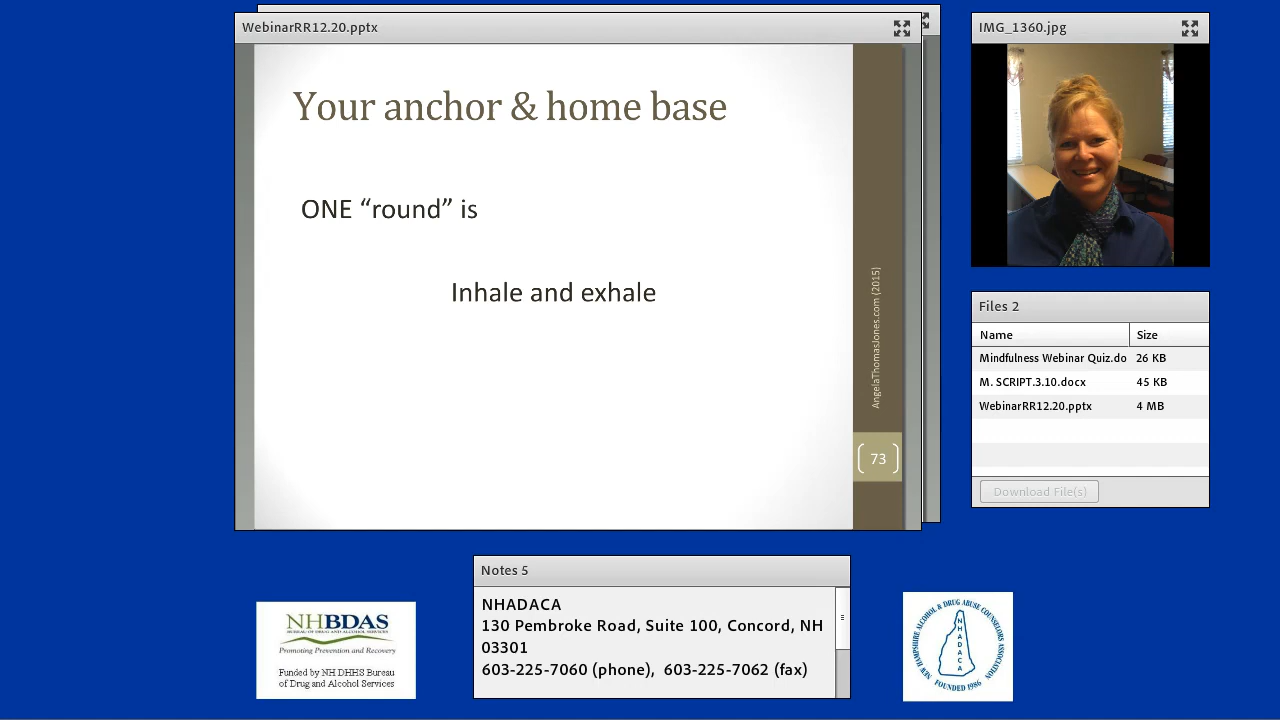 WebinarRR12.20.pptx
Your anchor & home base
ONE “round” is
Inhale and exhale
AngelaThomasJones.com (2015)
73
IMG_1360.jpg
Files 2
Name Size
Mindfulness Webinar Quiz.do 26 KB
M. SCRIPT.3.10.docx 45 KB
WebinarRR12.20.pptx 4 MB
Download File(s)
NHBDAS
BUREAU OF DRUG AND ALCOHOL SERVICES
Promoting Prevention and Recovery
Funded by NH DHHS Bureau
of Drug and Alcohol Services
Notes 5
NHADACA
130 Pembroke Road, Suite 100, Concord, NH
03301
603-225-7060 (phone),  603-225-7062 (fax)
NEW HAMPSHIRE ALCOHOL & DRUG ABUSE COUNSELORS ASSOCIATION
NHADACA
FOUNDED 1986